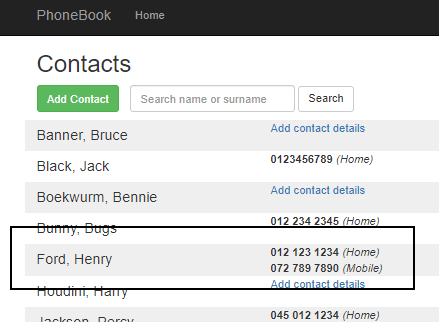 PhoneBook Home
Contacts
Add Contact Search name or surname Search
Banner, Bruce Add contact details
Black, Jack 0123456789 (Home)
Boekwurm, Bennie Add contact details
Bunny, Bugs 012 234 2345 (Home)
Ford, Henry 012 123 1234 (Home)
072 789 7890 (Mobile)
Houdini, Harry Add contact details
Jackson, Percy 045 012 1234 (Home)